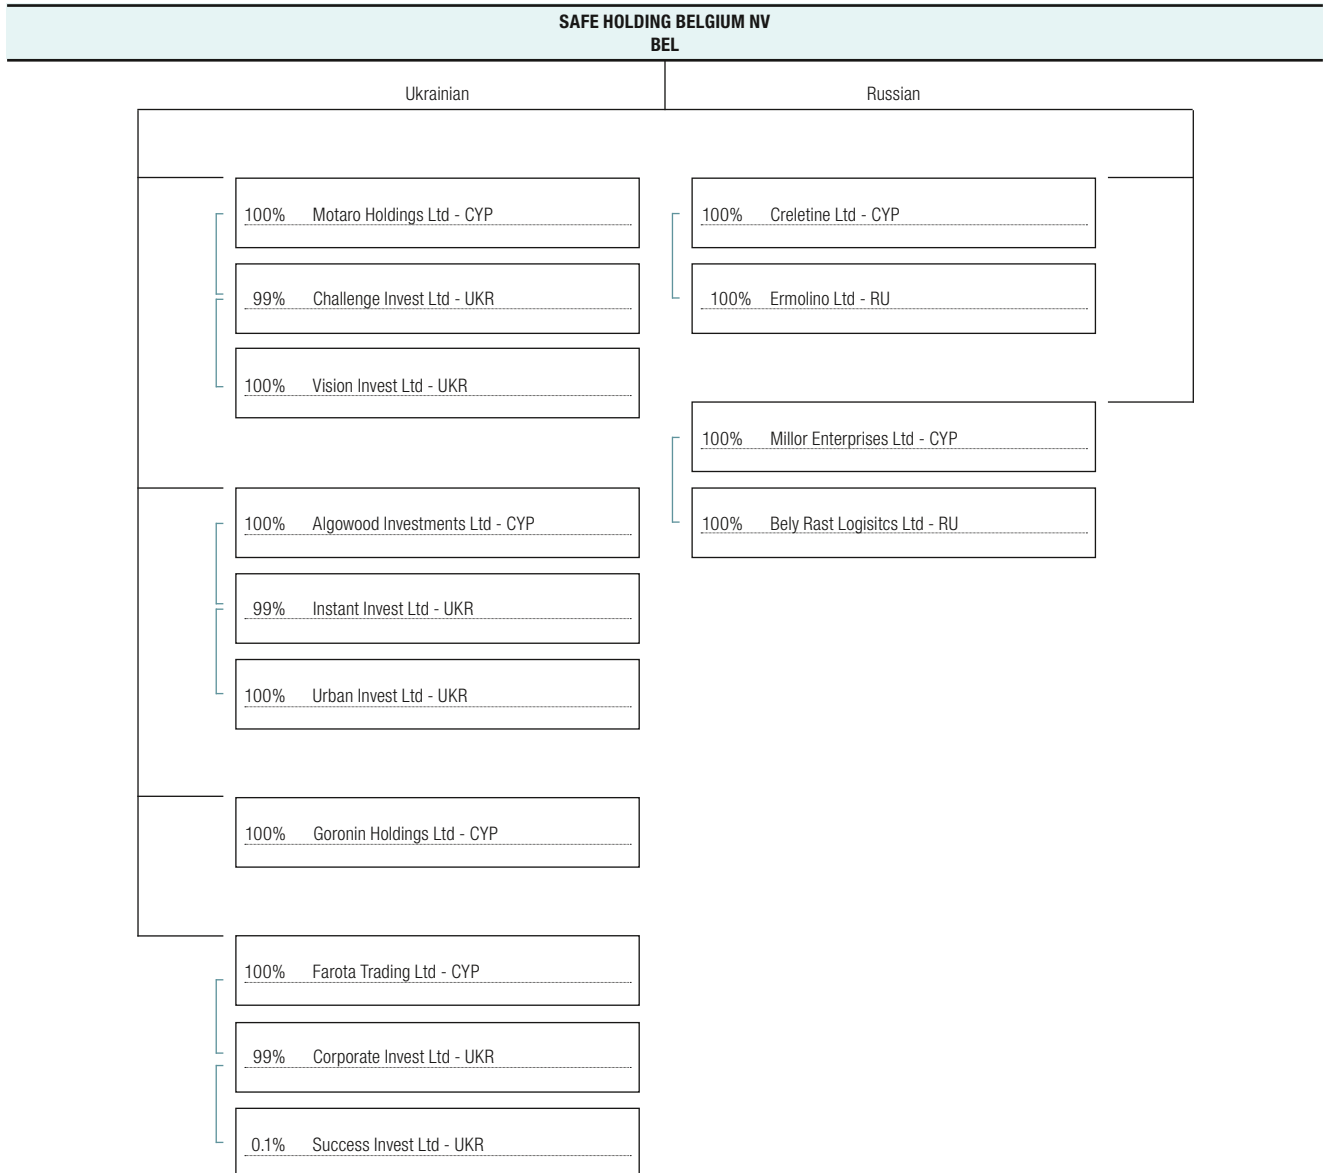 SAFE HOLDING BELGIUM NV
BEL
Ukrainian
Russian
100% Motaro Holdings Ltd - CYP
99% Challenge Invest Ltd - UKR
100% Vision Invest Ltd - UKR
100% Algowood Investments Ltd - CYP
99% Instant Invest Ltd - UKR
100% Urban Invest Ltd - UKR
100% Goronin Holdings Ltd - CYP
100% Farota Trading Ltd - CYP
99% Corporate Invest Ltd - UKR
0.1% Success Invest Ltd - UKR
100% Creletine Ltd - CYP
100% Ermolino Ltd - RU
100% Millor Enterprises Ltd - CYP
100% Bely Rast Logisitcs Ltd - RU